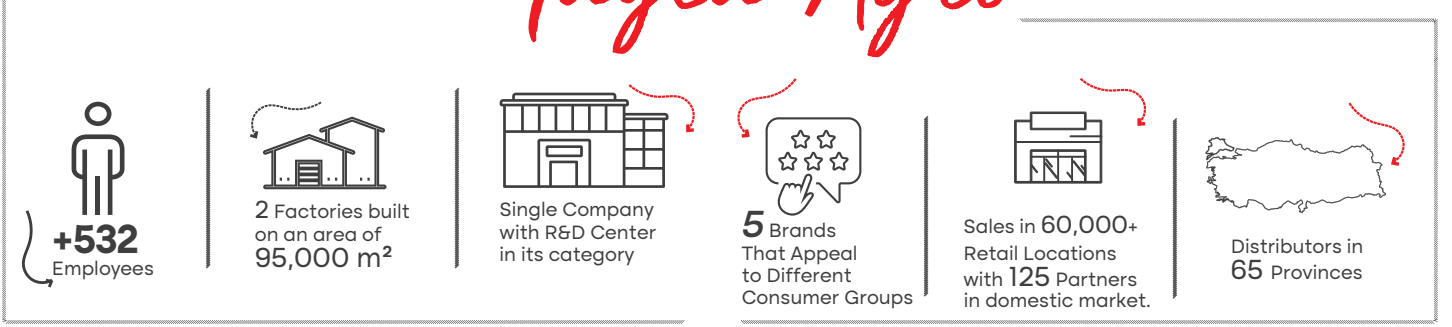 +532
Employees
2 Factories built
on an area of
95,000 m²
Single Company
with R&D Center
in its category
5 Brands
That Appeal
to Different
Consumer Groups
Sales in 60,000+
Retail Locations
with 125 Partners
in domestic market.
Distributors in
65 Provinces